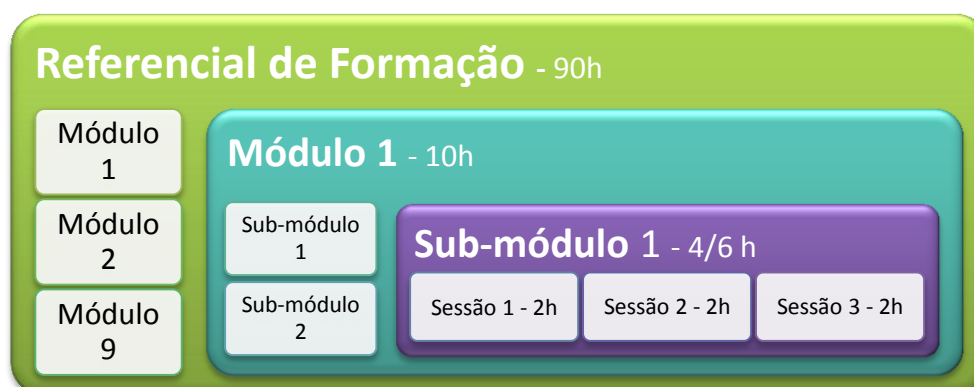 Referencial de Formação - 90h
Módulo
1
Módulo
2
Módulo
9
Módulo 1 - 10h
Sub-módulo
1
Sub-módulo
2
Sub-módulo 1 - 4/6 h
Sessão 1 - 2h
Sessão 2 - 2h
Sessão 3 - 2h